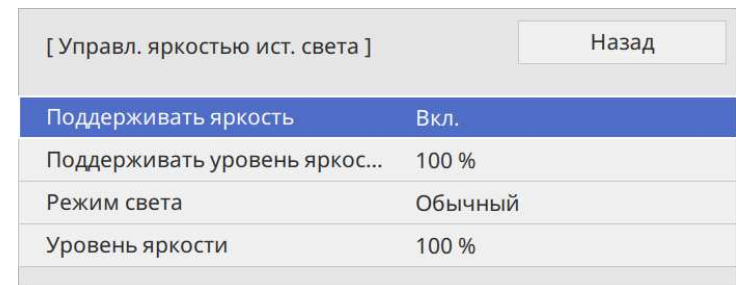 [ Управл. яркостью ист. света ] Назад
Поддерживать яркость Вкл.
Поддерживать уровень яркос... 100 %
Режим света Обычный
Уровень яркости 100 %